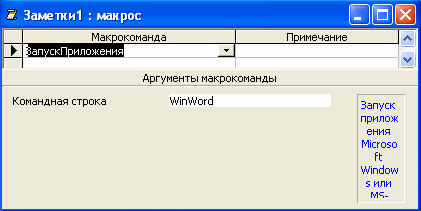 Заметки1 : макрос
Макрокоманда Примечание
ЗапускПриложения
Аргументы макрокоманды
Командная строка WinWord
Запуск
прилож
ения
Microso
ft
Window
s или
MS-